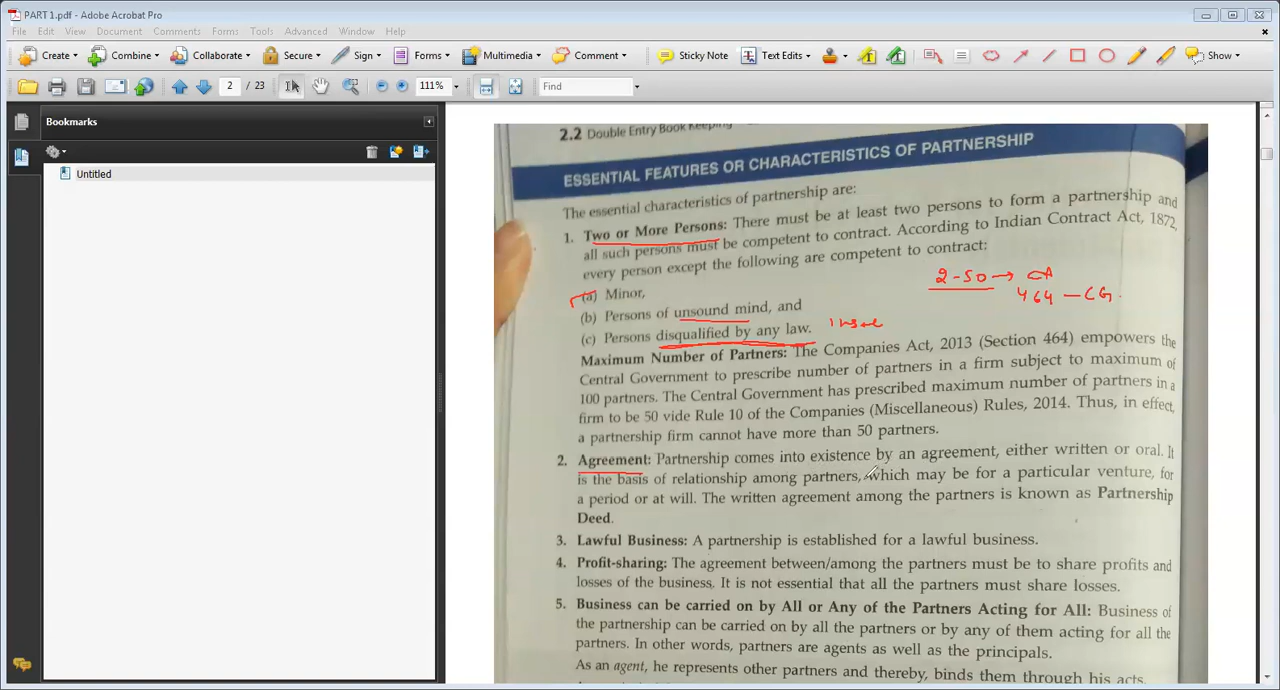 PART 1.pdf - Adobe Acrobat Pro
File Edit View Document Comments Forms Tools Advanced Window Help
Create Combine Collaborate Secure Sign Forms Multimedia Comment Sticky Note Text Edits Show
2 / 23 111% Find
Bookmarks
Untitled
2.2 Double Entry Book Keeping
ESSENTIAL FEATURES OR CHARACTERISTICS OF PARTNERSHIP
The essential characteristics of partnership are:
1. Two or More Persons: There must be at least two persons to form a partnership and
all such persons must be competent to contract. According to Indian Contract Act, 1872,
every person except the following are competent to contract:
2-50 → CA
(a) Minor,
464 - CG
(b) Persons of unsound mind, and
(c) Persons disqualified by any law.
Maximum Number of Partners: The Companies Act, 2013 (Section 464) empowers the
Central Government to prescribe number of partners in a firm subject to maximum of
100 partners. The Central Government has prescribed maximum number of partners in a
firm to be 50 vide Rule 10 of the Companies (Miscellaneous) Rules, 2014. Thus, in effect,
a partnership firm cannot have more than 50 partners.
2. Agreement: Partnership comes into existence by an agreement, either written or oral. It
is the basis of relationship among partners, which may be for a particular venture, for
a period or at will. The written agreement among the partners is known as Partnership
Deed.
3. Lawful Business: A partnership is established for a lawful business.
4. Profit-sharing: The agreement between/among the partners must be to share profits and
losses of the business. It is not essential that all the partners must share losses.
5. Business can be carried on by All or Any of the Partners Acting for All: Business of
the partnership can be carried on by all the partners or by any of them acting for all the
partners. In other words, partners are agents as well as the principals.
As an agent, he represents other partners and thereby, binds them through his acts.